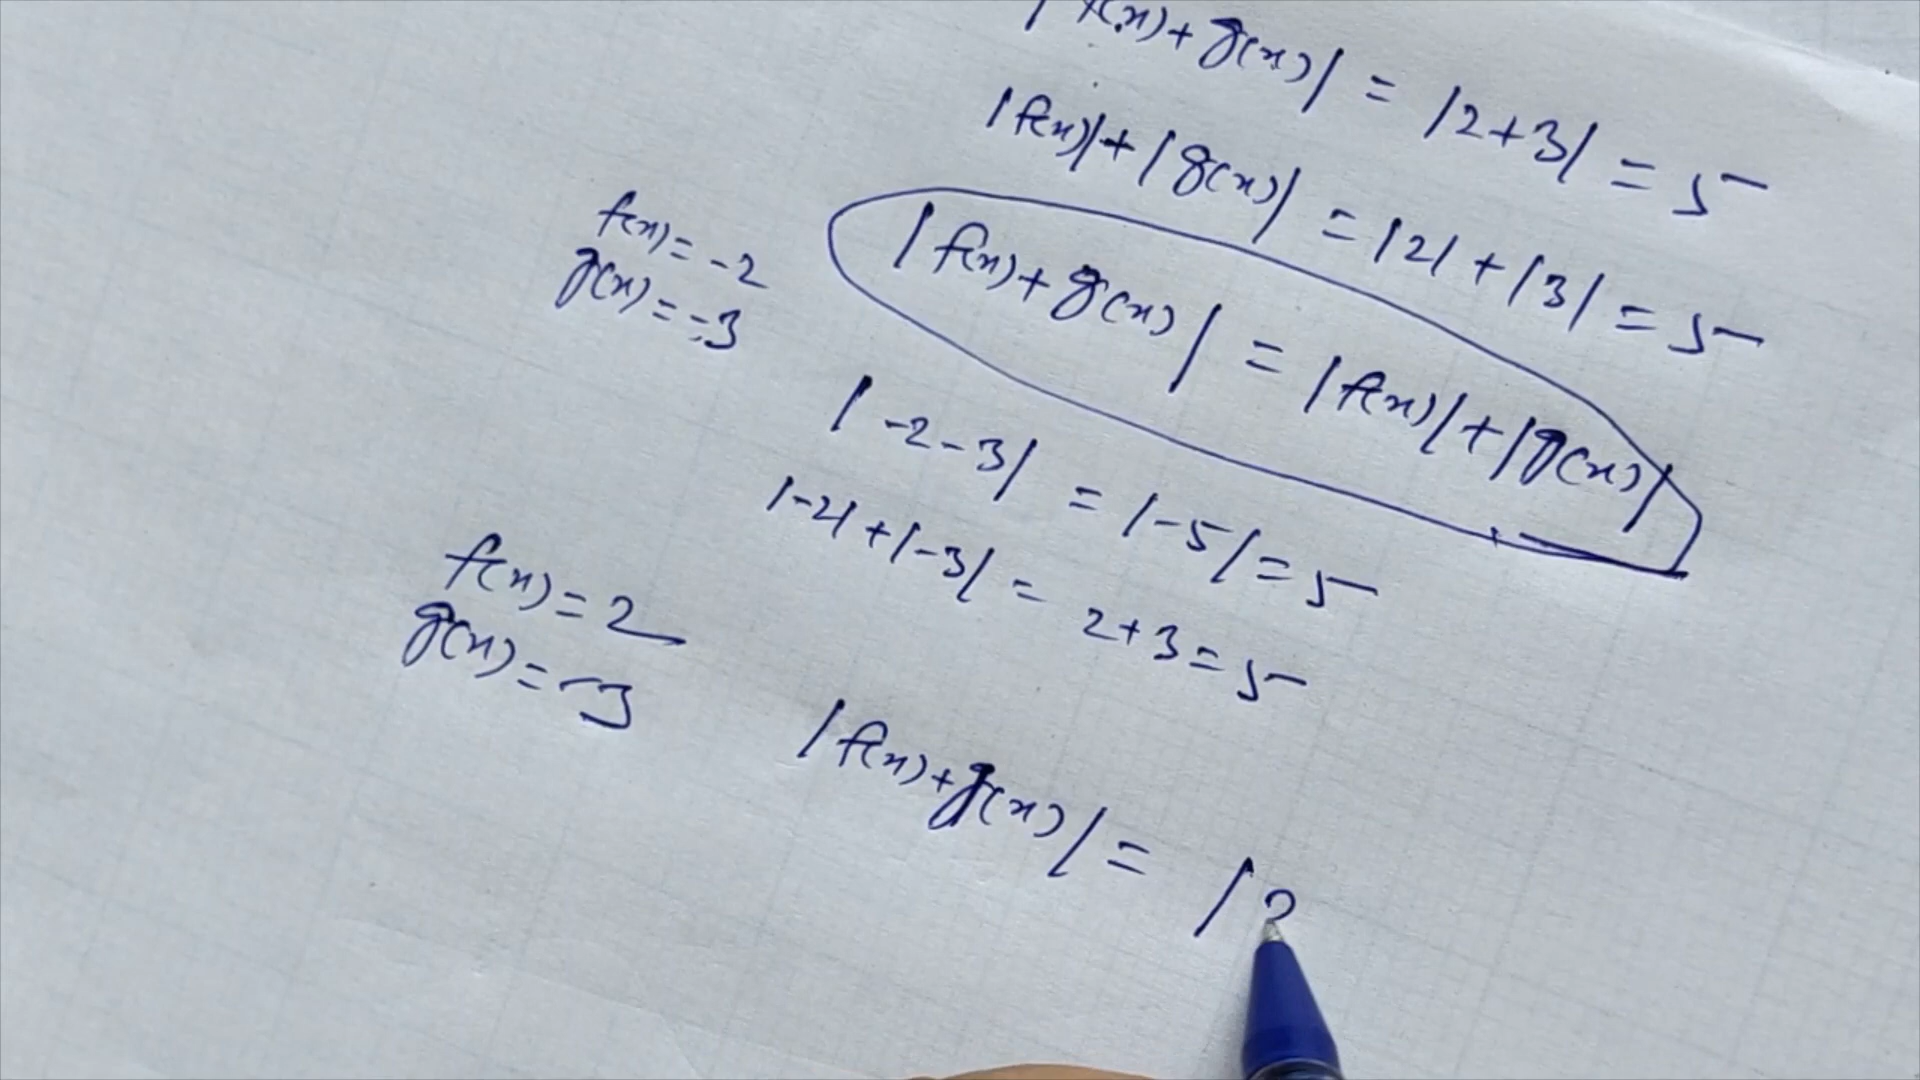 |f(x)+g(x)| = |2+3| = 5
|f(x)|+|g(x)| = |2|+|3| = 5
|f(x)+g(x)| = |f(x)|+|g(x)|
f(x)=-2
g(x)=-3
|-2-3| = |-5|=5
|-2|+|-3| = 2+3=5
f(x)=2
g(x)=-3
|f(x)+g(x)| = |2